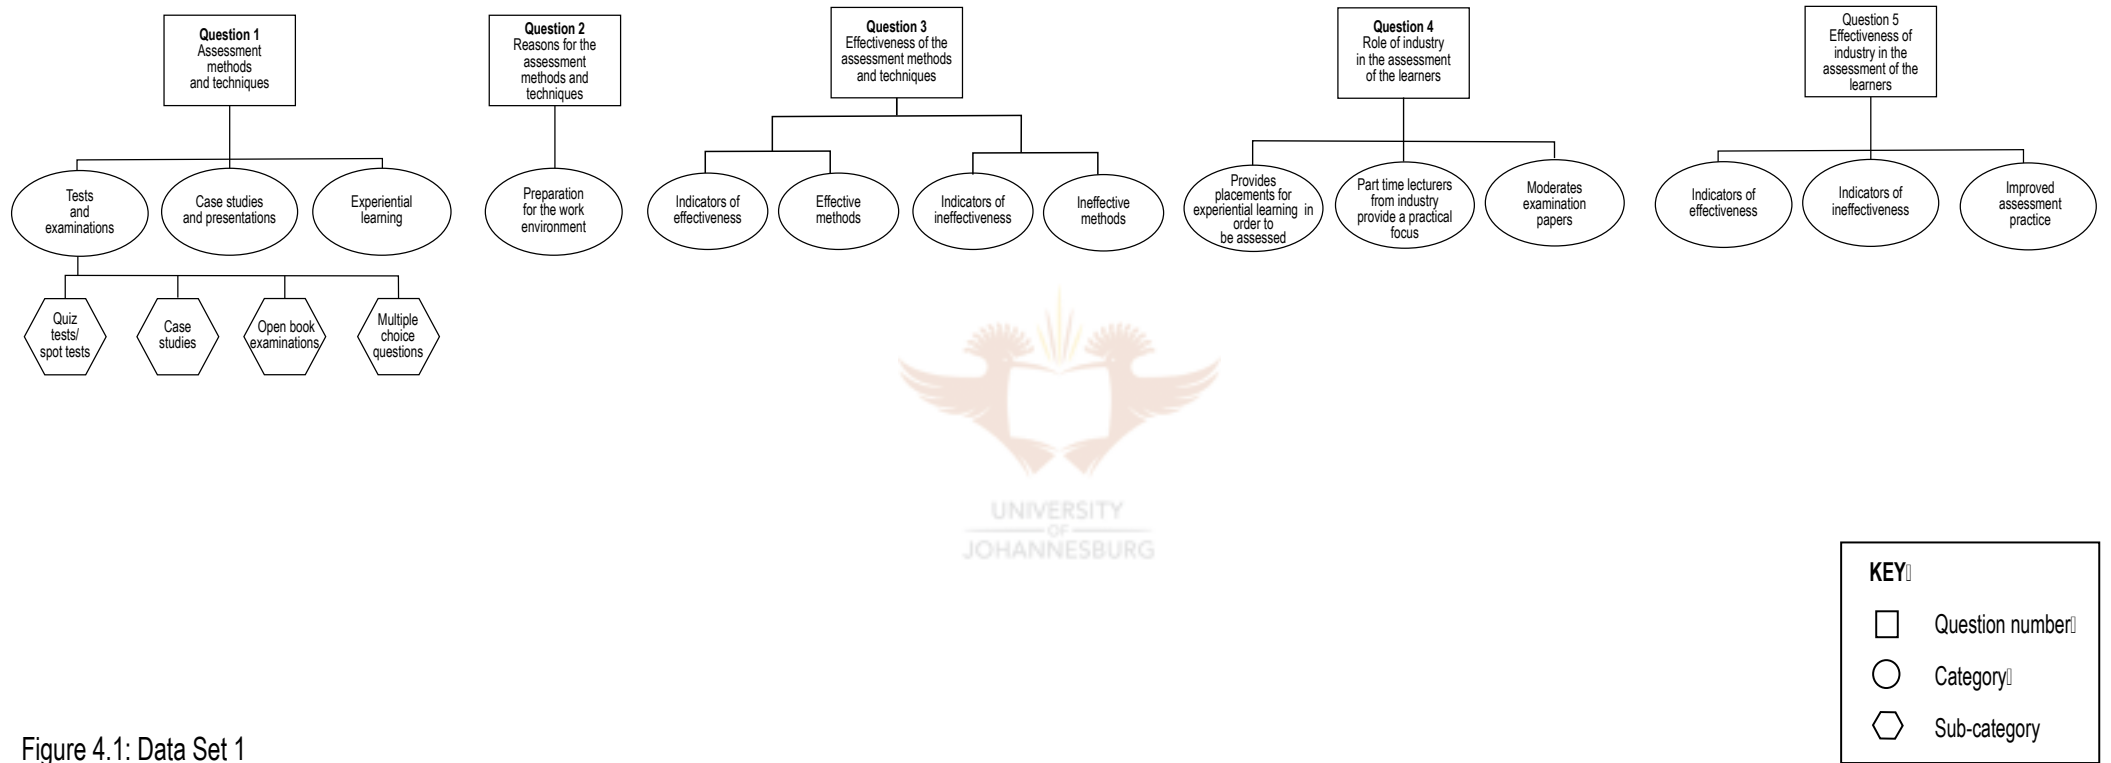 Question 1
Assessment
methods
and techniques
Question 2
Reasons for the
assessment
methods and
techniques
Question 3
Effectiveness of the
assessment methods
and techniques
Question 4
Role of industry
in the assessment
of the learners
Question 5
Effectiveness of
industry in the
assessment of the
learners
Tests
and
examinations
Case studies
and presentations
Experiential
learning
Preparation
for the work
environment
Indicators of
effectiveness
Effective
methods
Indicators of
ineffectiveness
Ineffective
methods
Provides
placements for
experiential learning in
order to
be assessed
Part time lecturers
from industry
provide a practical
focus
Moderates
examination
papers
Indicators of
effectiveness
Indicators of
ineffectiveness
Improved
assessment
practice
Quiz
tests/
spot tests
Case
studies
Open book
examinations
Multiple
choice
questions
UNIVERSITY
OF
JOHANNESBURG
KEY
Question number
Category
Sub-category
Figure 4.1: Data Set 1